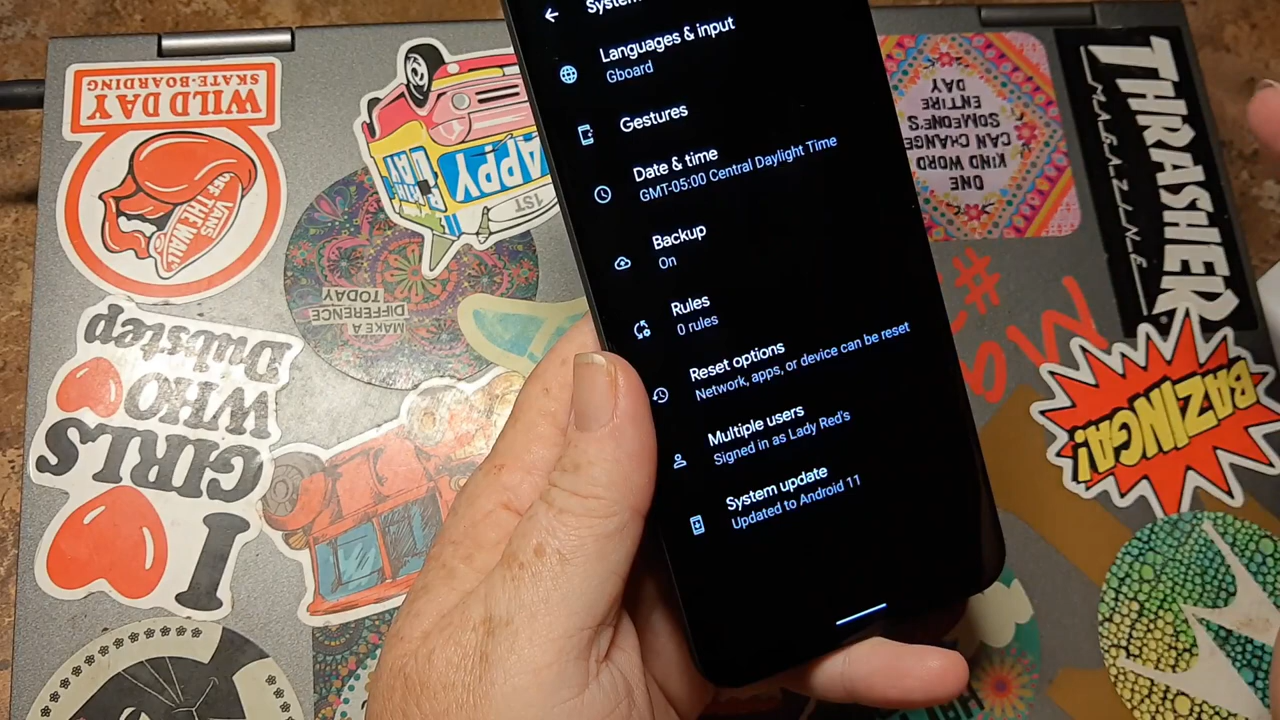 System
Languages & input
Gboard
Gestures
Date & time
GMT-05:00 Central Daylight Time
Backup
On
Rules
0 rules
Reset options
Network, apps, or device can be reset
Multiple users
Signed in as Lady Red's
System update
Updated to Android 11
WILD DAY
SKATE-BOARDING
VANS
"OFF THE WALL"
MAKE A
DIFFERENCE
TODAY
1ST
I
GIRLS
WHO
Dubstep
ONE
KIND WORD
CAN CHANGE
SOMEONE'S
ENTIRE
DAY
THRASHER
MAGAZINE
BAZINGA!